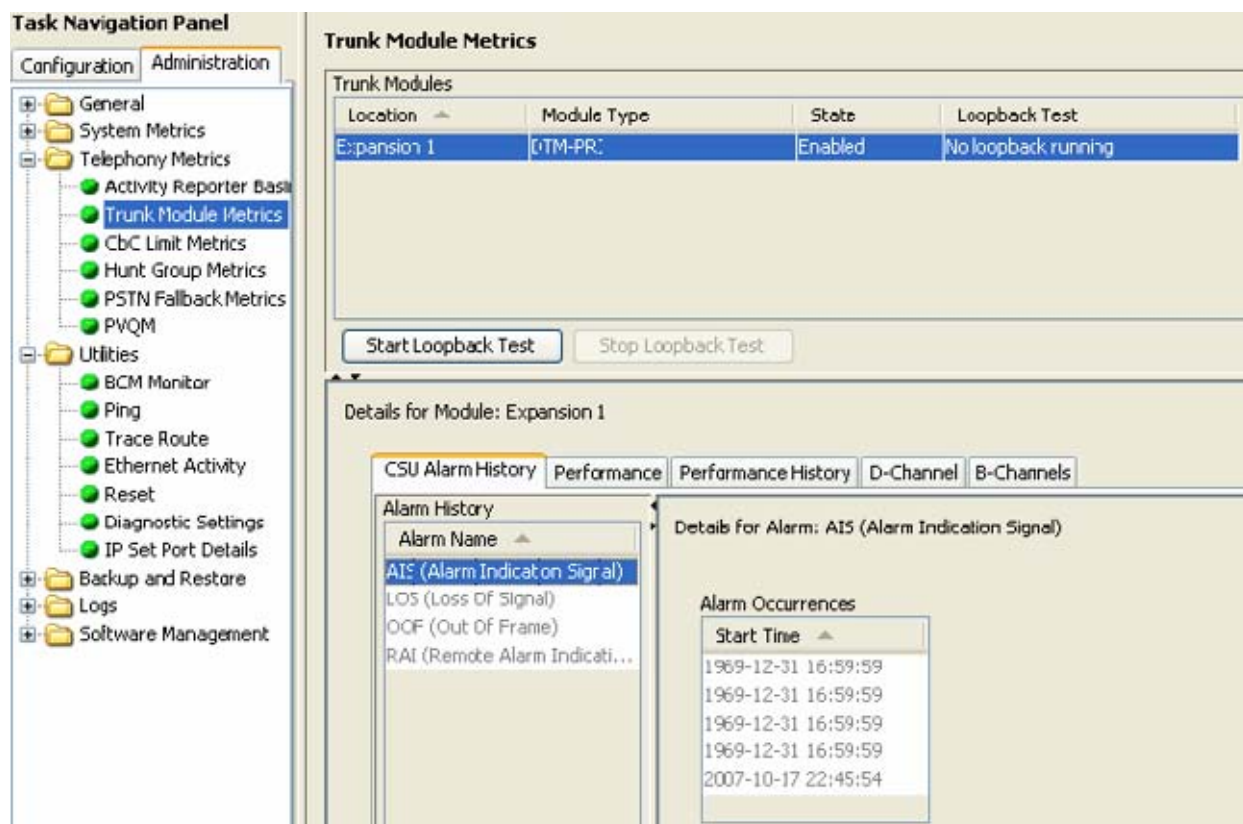 Task Navigation Panel
Configuration
Administration
General
System Metrics
Telephony Metrics
Activity Reporter Basi
Trunk Module Metrics
CbC Limit Metrics
Hunt Group Metrics
PSTN Fallback Metrics
PVQM
Utilities
BCM Monitor
Ping
Trace Route
Ethernet Activity
Reset
Diagnostic Settings
IP Set Port Details
Backup and Restore
Logs
Software Management
Trunk Module Metrics
Trunk Modules
Location Module Type State Loopback Test
Expansion 1 DTM-PRI Enabled No loopback running
Start Loopback Test
Stop Loopback Test
Details for Module: Expansion 1
CSU Alarm History
Performance
Performance History
D-Channel
B-Channels
Alarm History
Alarm Name
AIS (Alarm Indication Signal)
LOS (Loss Of Signal)
OOF (Out Of Frame)
RAI (Remote Alarm Indicati...
Details for Alarm: AIS (Alarm Indication Signal)
Alarm Occurrences
Start Time
1969-12-31 16:59:59
1969-12-31 16:59:59
1969-12-31 16:59:59
1969-12-31 16:59:59
2007-10-17 22:45:54